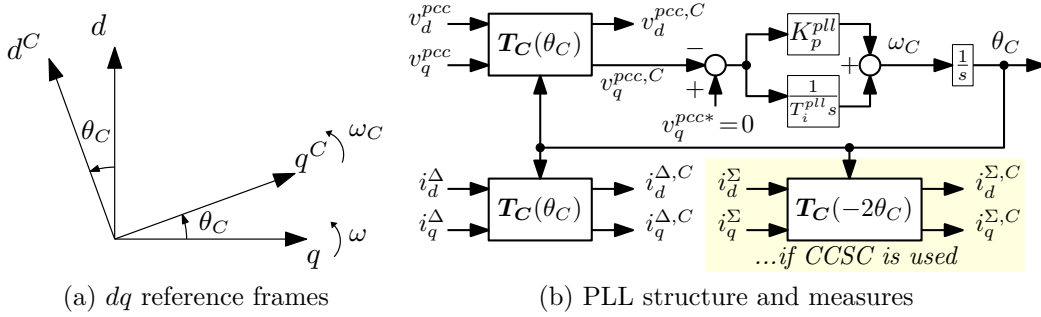 d^C
d
θ_C
q^C
ω_C
θ_C
q
ω
(a) dq reference frames
v_d^{pcc}
v_q^{pcc}
T_C(θ_C)
v_d^{pcc,C}
v_q^{pcc,C}
−
+
v_q^{pcc*}=0
K_p^{pll}
1/(T_i^{pll}s)
+
ω_C
1/s
θ_C
i_d^Δ
i_q^Δ
T_C(θ_C)
i_d^{Δ,C}
i_q^{Δ,C}
i_d^Σ
i_q^Σ
T_C(−2θ_C)
i_d^{Σ,C}
i_q^{Σ,C}
...if CCSC is used
(b) PLL structure and measures